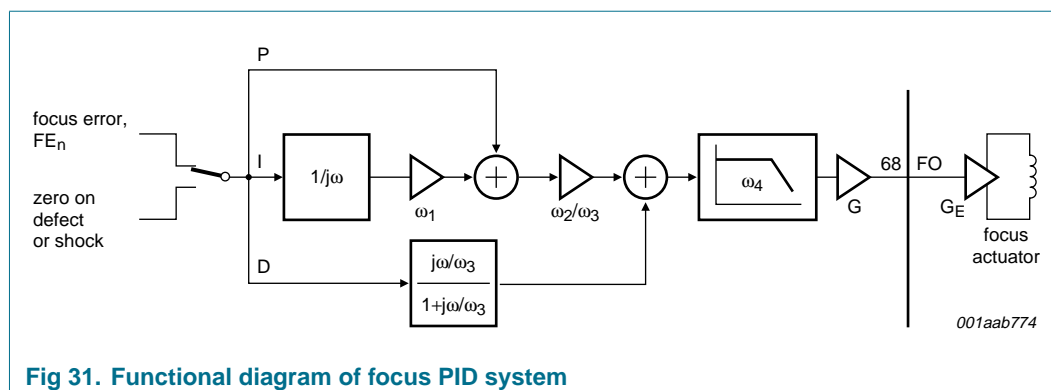 P
focus error,
FEn
I
1/jω
ω1
ω2/ω3
ω4
G
68
FO
GE
focus
actuator
zero on
defect
or shock
D
jω/ω3
1+jω/ω3
001aab774
Fig 31. Functional diagram of focus PID system